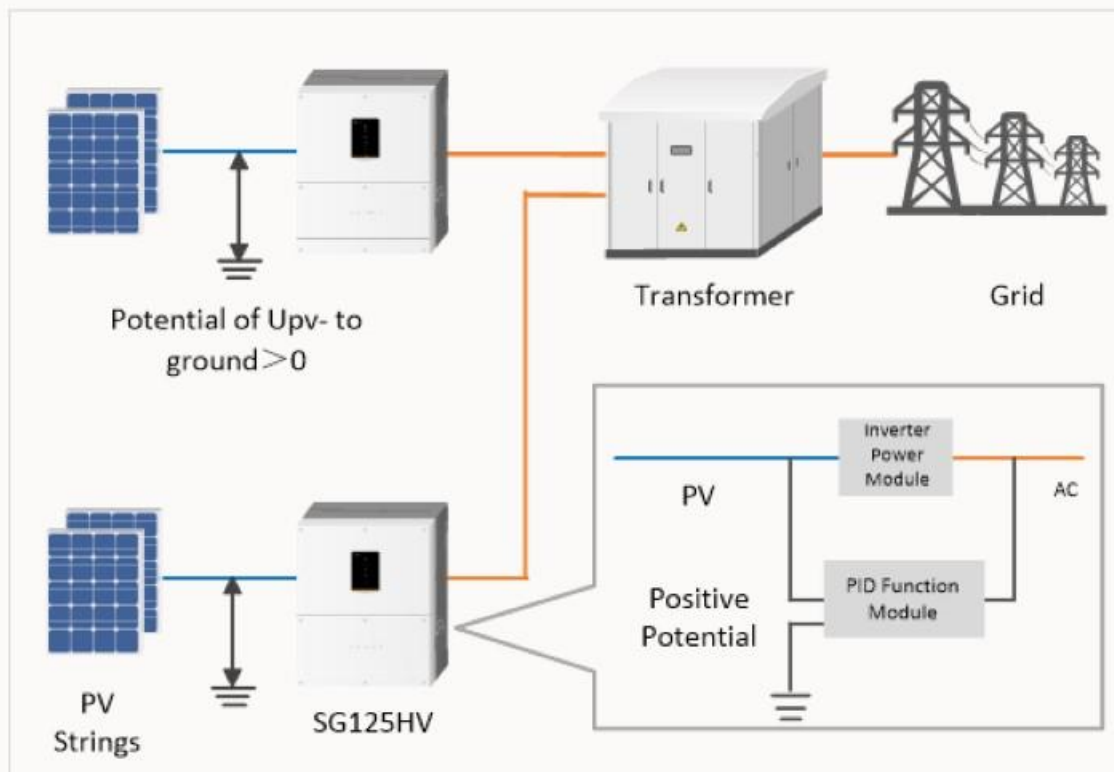 Potential of Upv- to
ground>0
Transformer
Grid
Inverter
Power
Module
PV
AC
PID Function
Module
Positive
Potential
PV
Strings
SG125HV